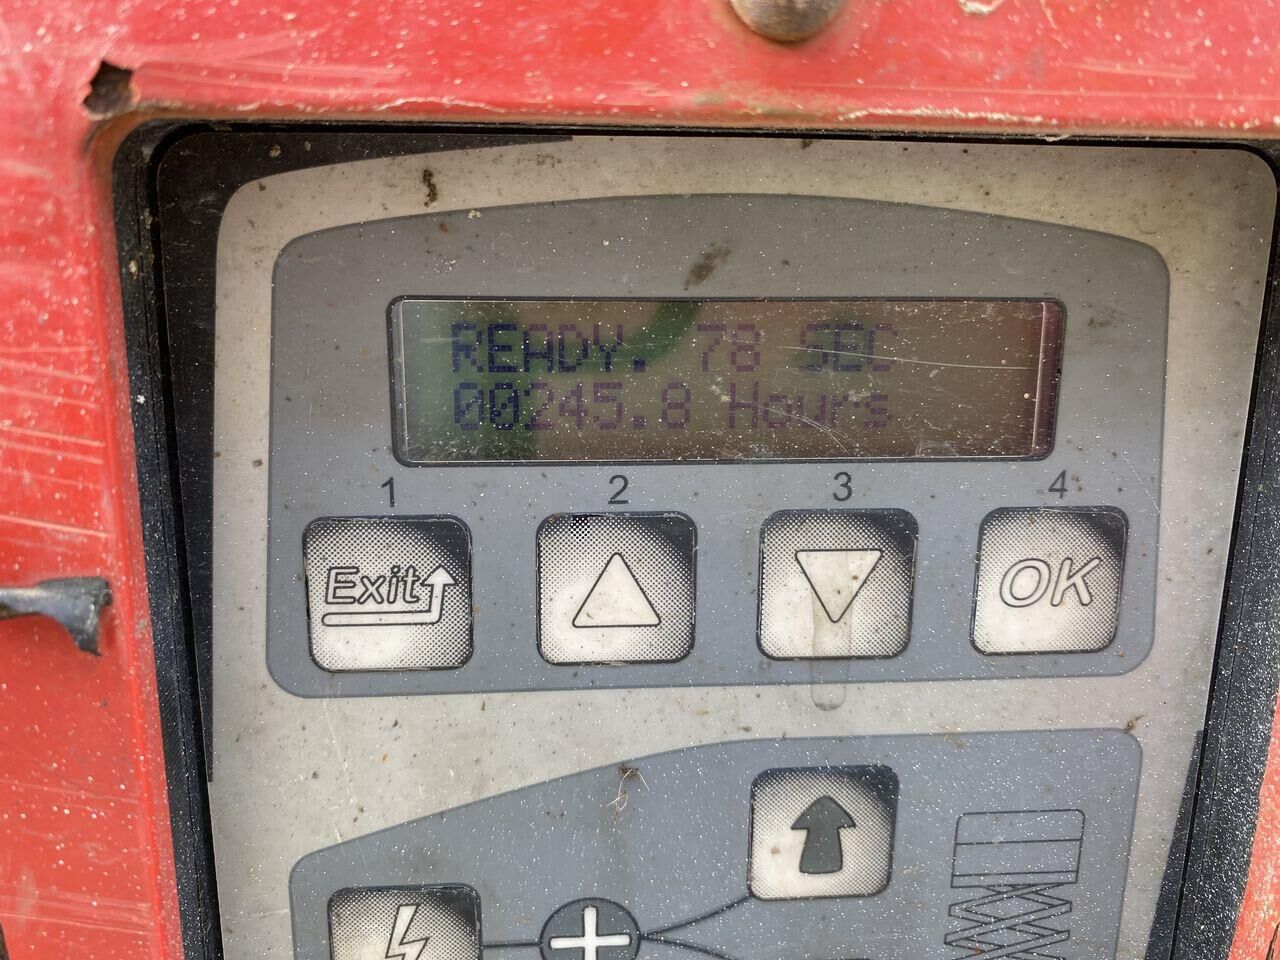 READY. 78 SEC
00245.8 Hours
1 2 3 4
Exit OK